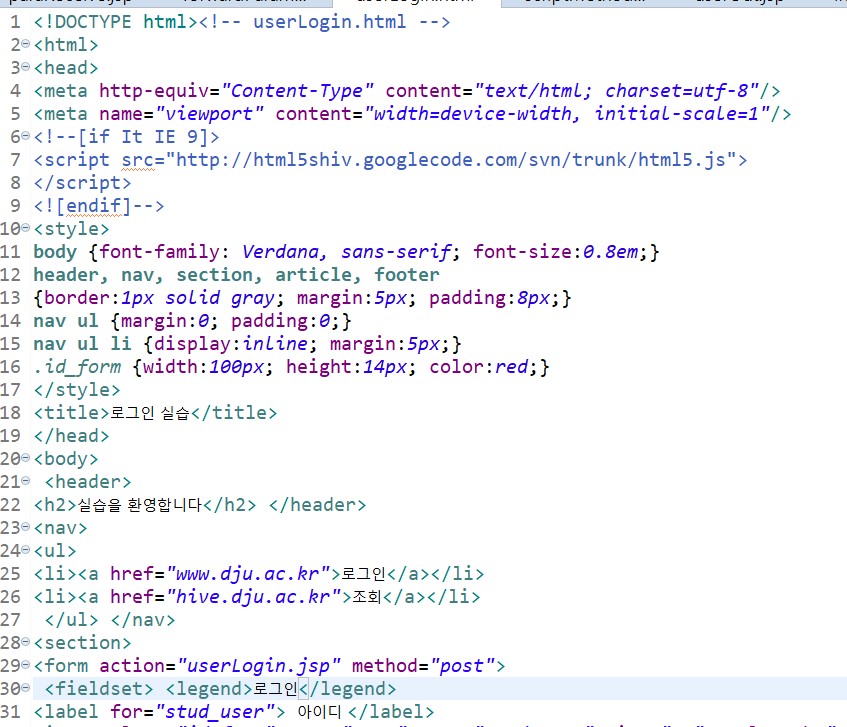 1 <!DOCTYPE html><!-- userLogin.html -->
2 <html>
3 <head>
4 <meta http-equiv="Content-Type" content="text/html; charset=utf-8"/>
5 <meta name="viewport" content="width=device-width, initial-scale=1"/>
6 <!--[if It IE 9]>
7 <script src="http://html5shiv.googlecode.com/svn/trunk/html5.js">
8 </script>
9 <![endif]-->
10 <style>
11 body {font-family: Verdana, sans-serif; font-size:0.8em;}
12 header, nav, section, article, footer
13 {border:1px solid gray; margin:5px; padding:8px;}
14 nav ul {margin:0; padding:0;}
15 nav ul li {display:inline; margin:5px;}
16 .id_form {width:100px; height:14px; color:red;}
17 </style>
18 <title>로그인 실습</title>
19 </head>
20 <body>
21 <header>
22 <h2>실습을 환영합니다</h2> </header>
23 <nav>
24 <ul>
25 <li><a href="www.dju.ac.kr">로그인</a></li>
26 <li><a href="hive.dju.ac.kr">조회</a></li>
27 </ul> </nav>
28 <section>
29 <form action="userLogin.jsp" method="post">
30 <fieldset> <legend>로그인</legend>
31 <label for="stud_user"> 아이디 </label>